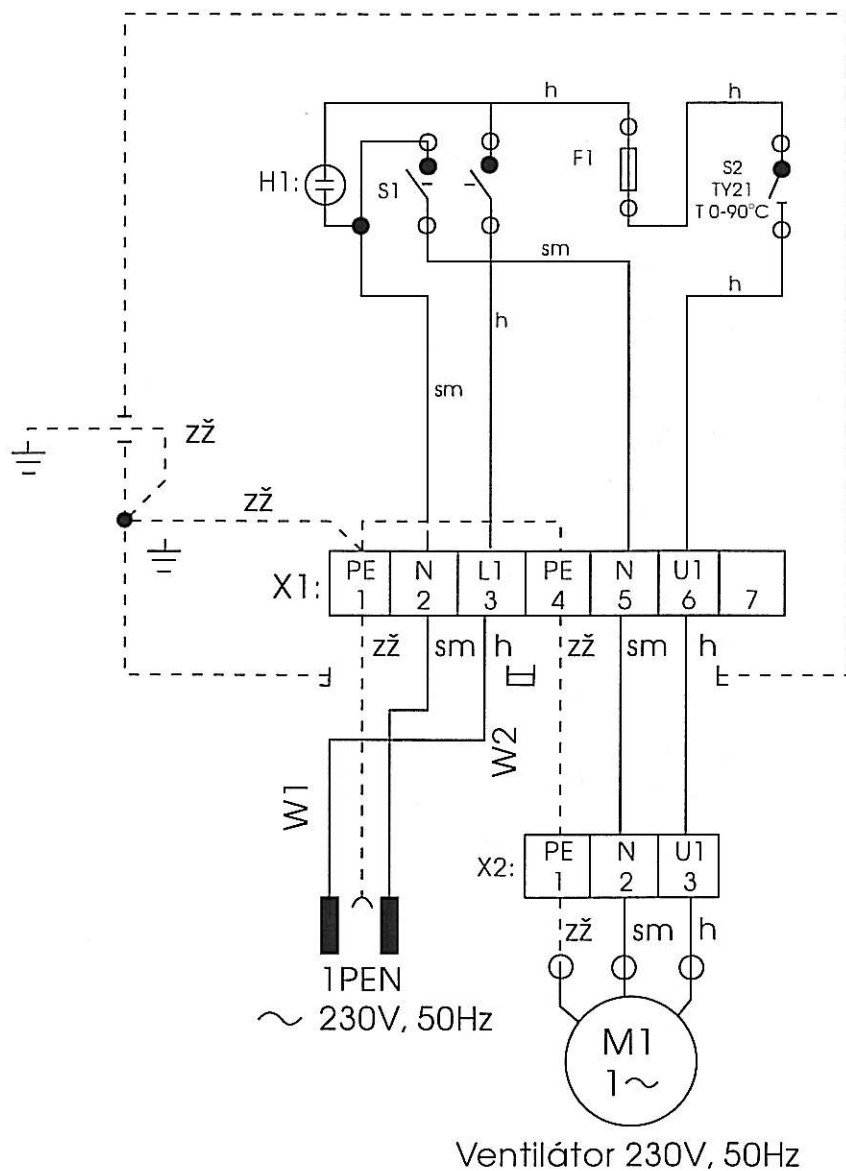 h
h
H1:
S1
F1
S2
TY21
T 0-90°C
sm
h
h
sm
zž
zž
X1:
PE
N
L1
PE
N
U1
1
2
3
4
5
6
7
zž
sm
h
zž
sm
h
W1
W2
X2:
PE
N
U1
1
2
3
zž
sm
h
1PEN
~ 230V, 50Hz
M1
1~
Ventilátor 230V, 50Hz